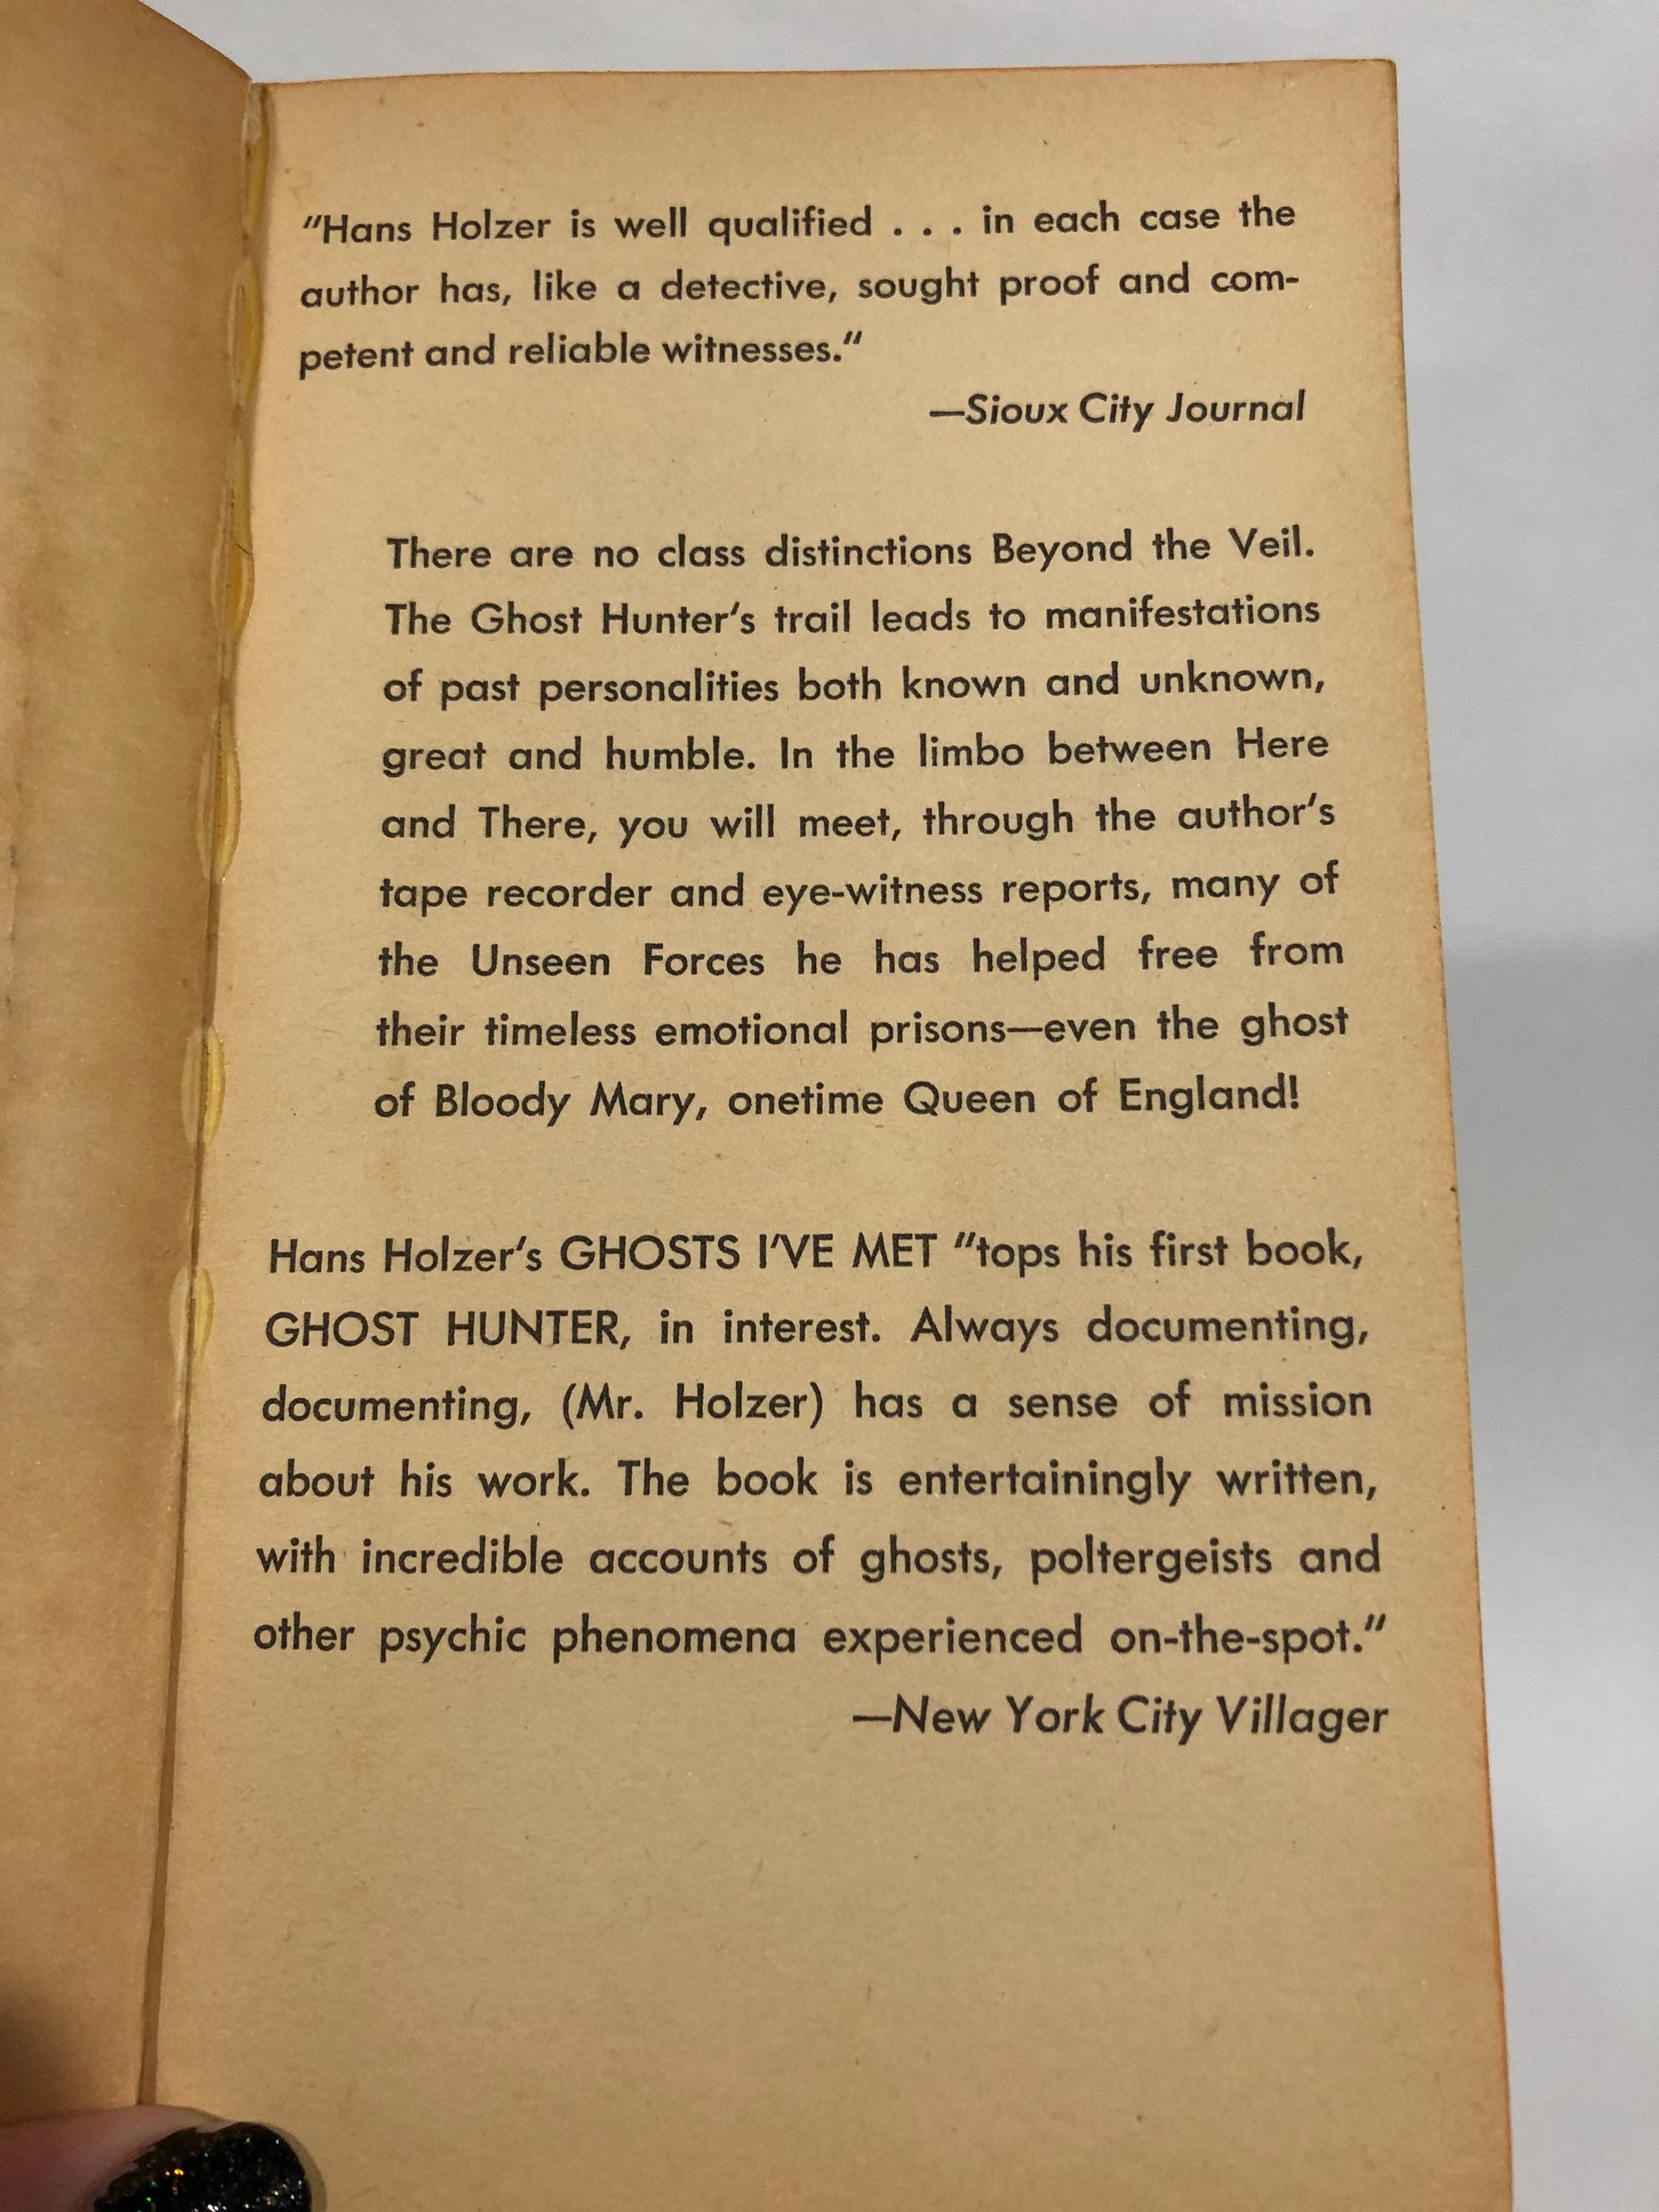 "Hans Holzer is well qualified . . . in each case the
author has, like a detective, sought proof and com-
petent and reliable witnesses."
—Sioux City Journal
There are no class distinctions Beyond the Veil.
The Ghost Hunter's trail leads to manifestations
of past personalities both known and unknown,
great and humble. In the limbo between Here
and There, you will meet, through the author's
tape recorder and eye-witness reports, many of
the Unseen Forces he has helped free from
their timeless emotional prisons—even the ghost
of Bloody Mary, onetime Queen of England!
Hans Holzer's GHOSTS I'VE MET "tops his first book,
GHOST HUNTER, in interest. Always documenting,
documenting, (Mr. Holzer) has a sense of mission
about his work. The book is entertainingly written,
with incredible accounts of ghosts, poltergeists and
other psychic phenomena experienced on-the-spot."
—New York City Villager